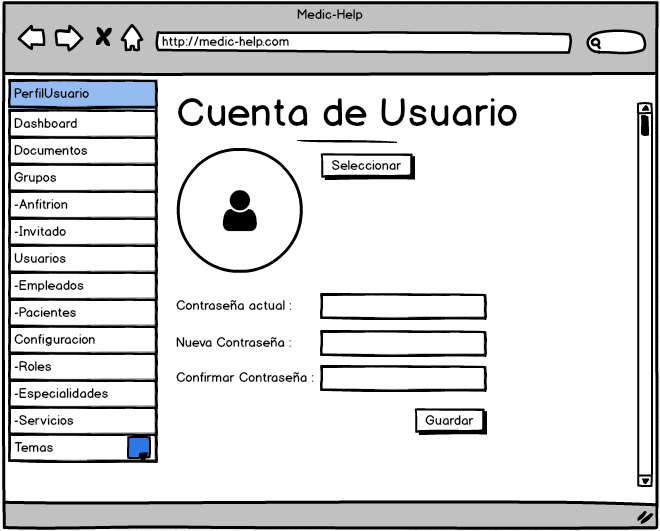 Medic-Help
http://medic-help.com
PerfilUsuario
Dashboard
Documentos
Grupos
-Anfitrion
-Invitado
Usuarios
-Empleados
-Pacientes
Configuracion
-Roles
-Especialidades
-Servicios
Temas
Cuenta de Usuario
Seleccionar
Contraseña actual :
Nueva Contraseña :
Confirmar Contraseña :
Guardar